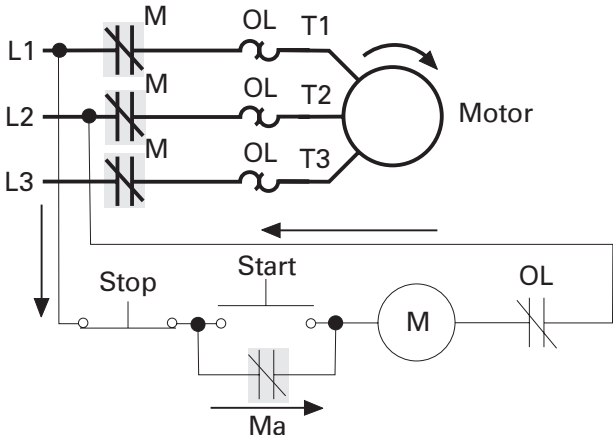 M OL T1
L1
M OL T2
L2 Motor
M OL T3
L3
Stop Start OL
M
Ma